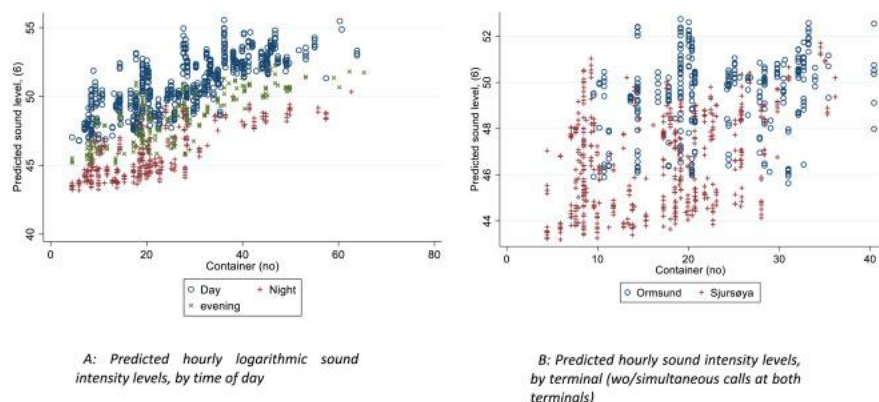 Predicted sound level, (6)
55
50
45
40
0
20
40
60
80
Container (no)
Day
Night
evening
A: Predicted hourly logarithmic sound
intensity levels, by time of day
Predicted sound level, (6)
52
50
48
46
44
0
10
20
30
40
Container (no)
Ormsund
Sjursøya
B: Predicted hourly sound intensity levels,
by terminal (wo/simultaneous calls at both
terminals)